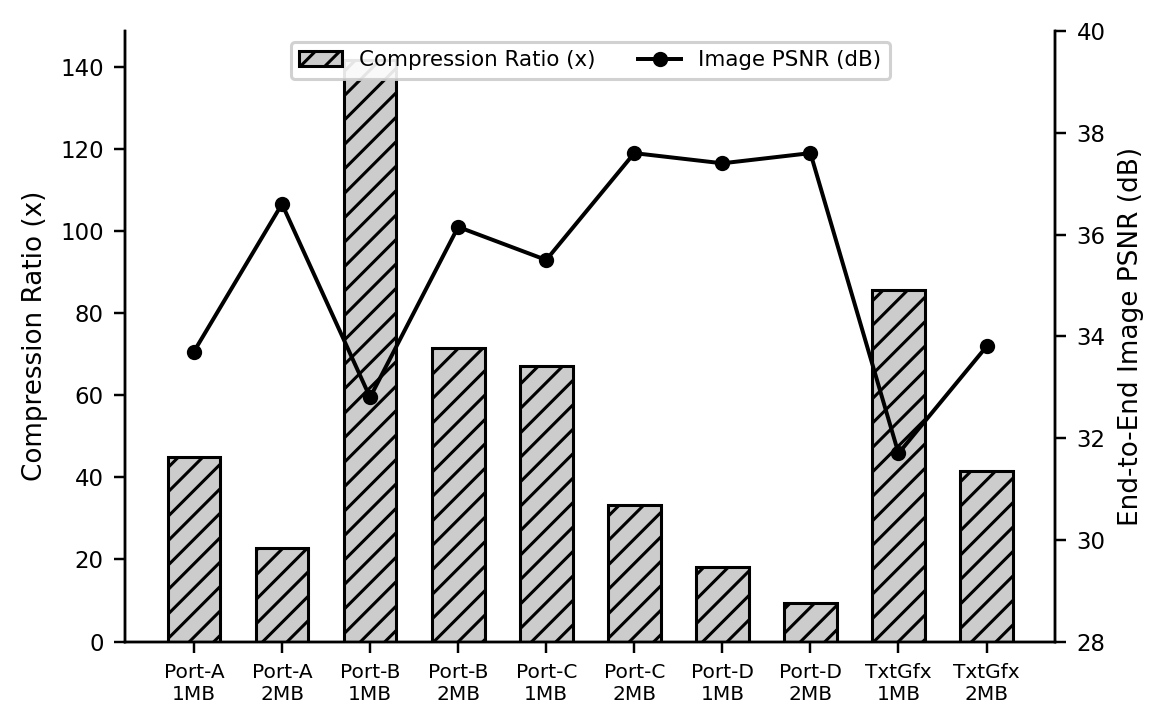 Compression Ratio (x)
Image PSNR (dB)
140
120
100
80
60
40
20
0
Compression Ratio (x)
40
38
36
34
32
30
28
End-to-End Image PSNR (dB)
Port-A
1MB
Port-A
2MB
Port-B
1MB
Port-B
2MB
Port-C
1MB
Port-C
2MB
Port-D
1MB
Port-D
2MB
TxtGfx
1MB
TxtGfx
2MB